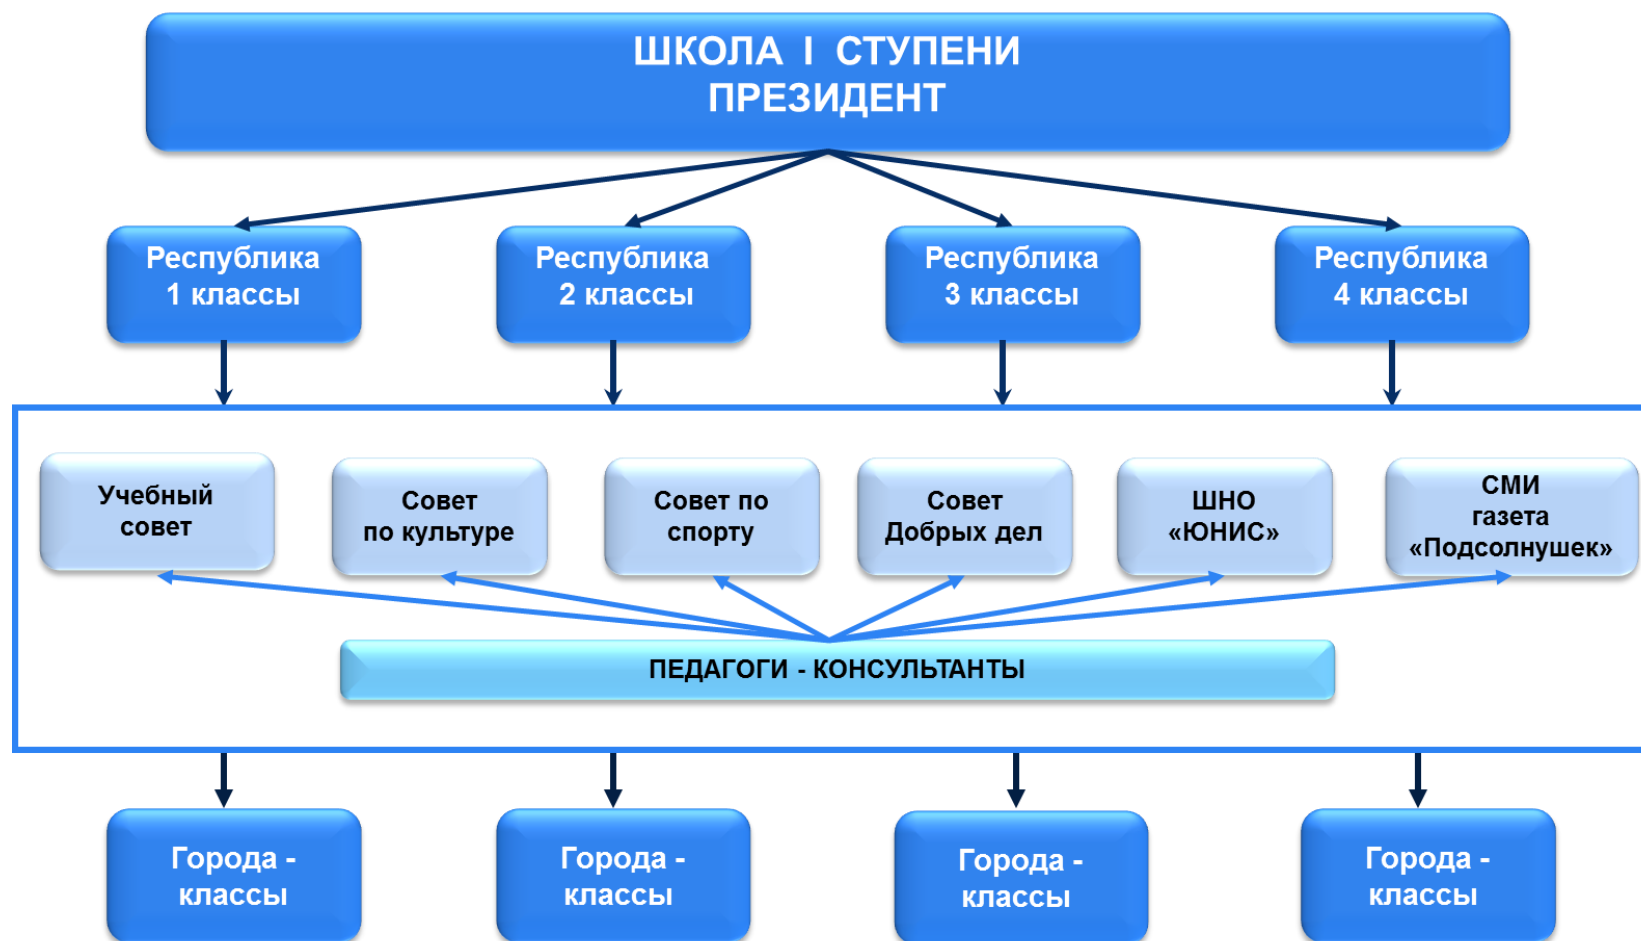 ШКОЛА I СТУПЕНИ
ПРЕЗИДЕНТ
Республика
1 классы
Республика
2 классы
Республика
3 классы
Республика
4 классы
Учебный
совет
Совет
по культуре
Совет по
спорту
Совет
Добрых дел
ШНО
«ЮНИС»
СМИ
газета
«Подсолнушек»
ПЕДАГОГИ - КОНСУЛЬТАНТЫ
Города -
классы
Города -
классы
Города -
классы
Города -
классы